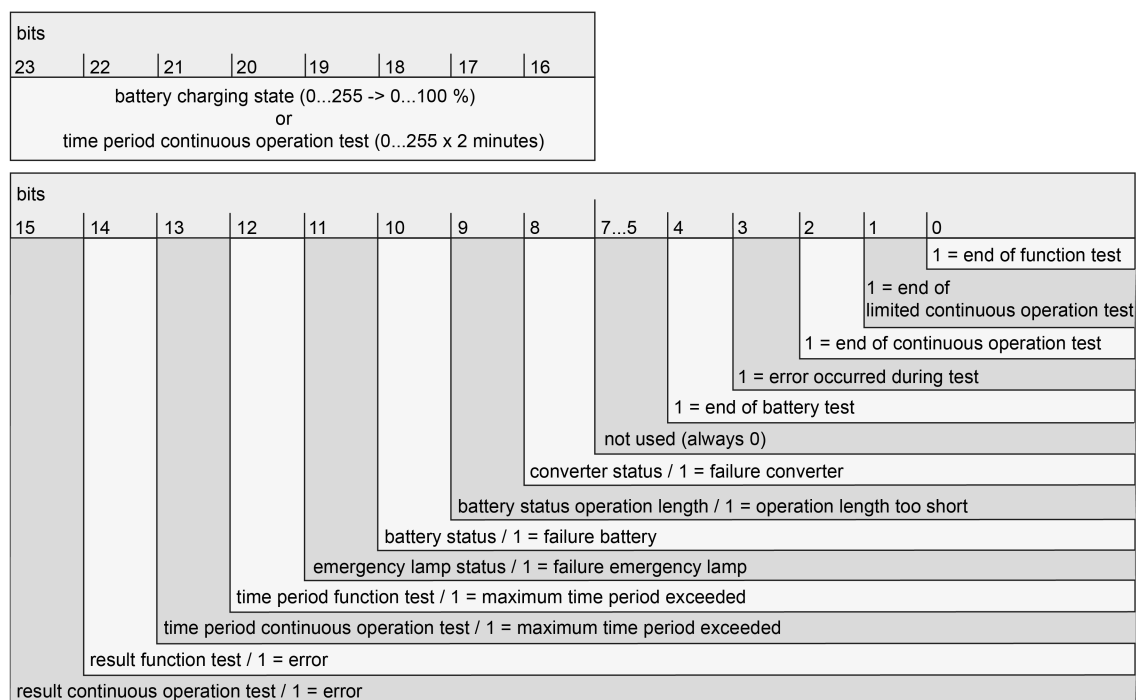 bits
23 22 21 20 19 18 17 16
battery charging state (0...255 -> 0...100 %)
or
time period continuous operation test (0...255 x 2 minutes)
bits
15 14 13 12 11 10 9 8 7...5 4 3 2 1 0
1 = end of function test
1 = end of
limited continuous operation test
1 = end of continuous operation test
1 = error occurred during test
1 = end of battery test
not used (always 0)
converter status / 1 = failure converter
battery status operation length / 1 = operation length too short
battery status / 1 = failure battery
emergency lamp status / 1 = failure emergency lamp
time period function test / 1 = maximum time period exceeded
time period continuous operation test / 1 = maximum time period exceeded
result function test / 1 = error
result continuous operation test / 1 = error